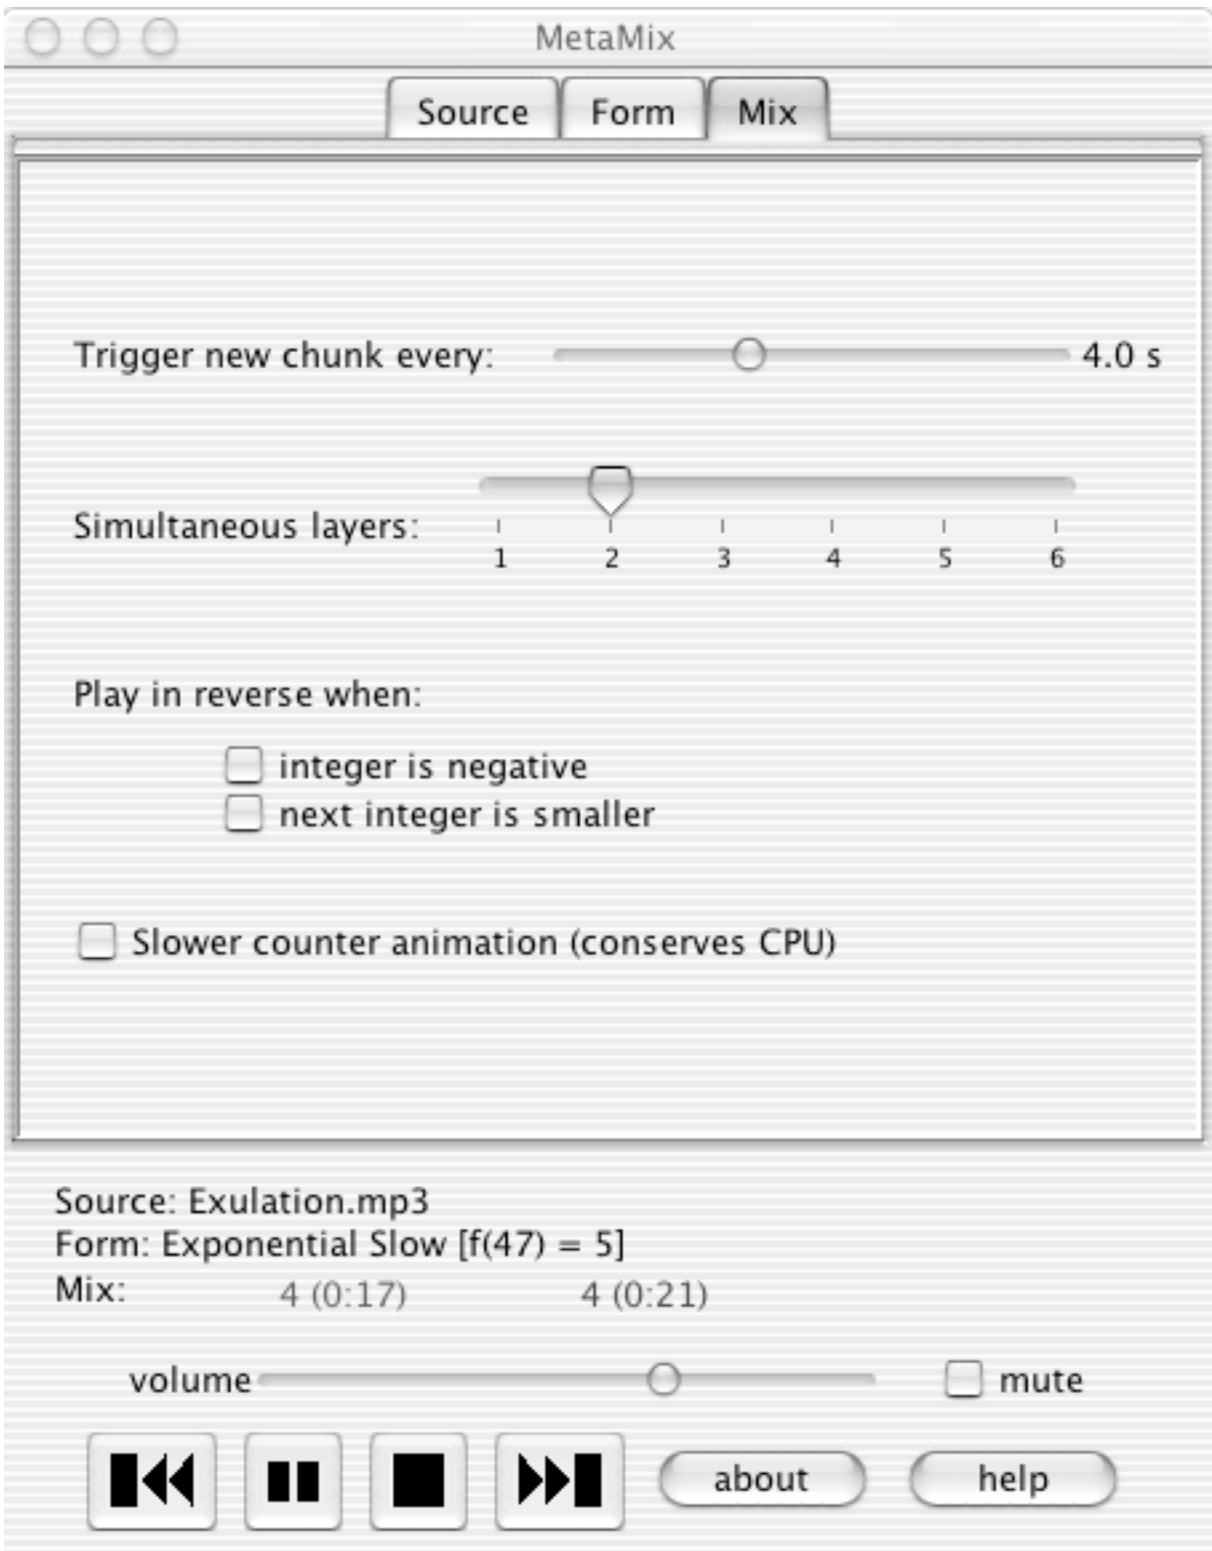 MetaMix
Source Form Mix
Trigger new chunk every: 4.0 s
Simultaneous layers:
1 2 3 4 5 6
Play in reverse when:
integer is negative
next integer is smaller
Slower counter animation (conserves CPU)
Source: Exulation.mp3
Form: Exponential Slow [f(47) = 5]
Mix: 4 (0:17) 4 (0:21)
volume mute
about help